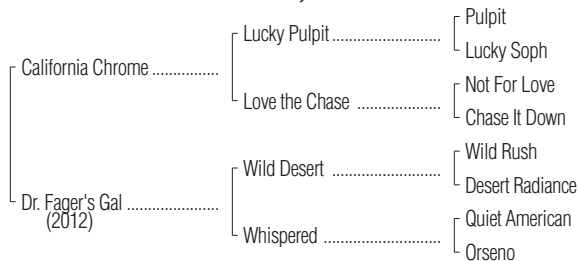 Pulpit
Lucky Pulpit ........................
Lucky Soph
California Chrome ................
Not For Love
Love the Chase ..................
Chase It Down
Wild Rush
Wild Desert ........................
Desert Radiance
Dr. Fager's Gal ......................
(2012)
Quiet American
Whispered ..........................
Orseno